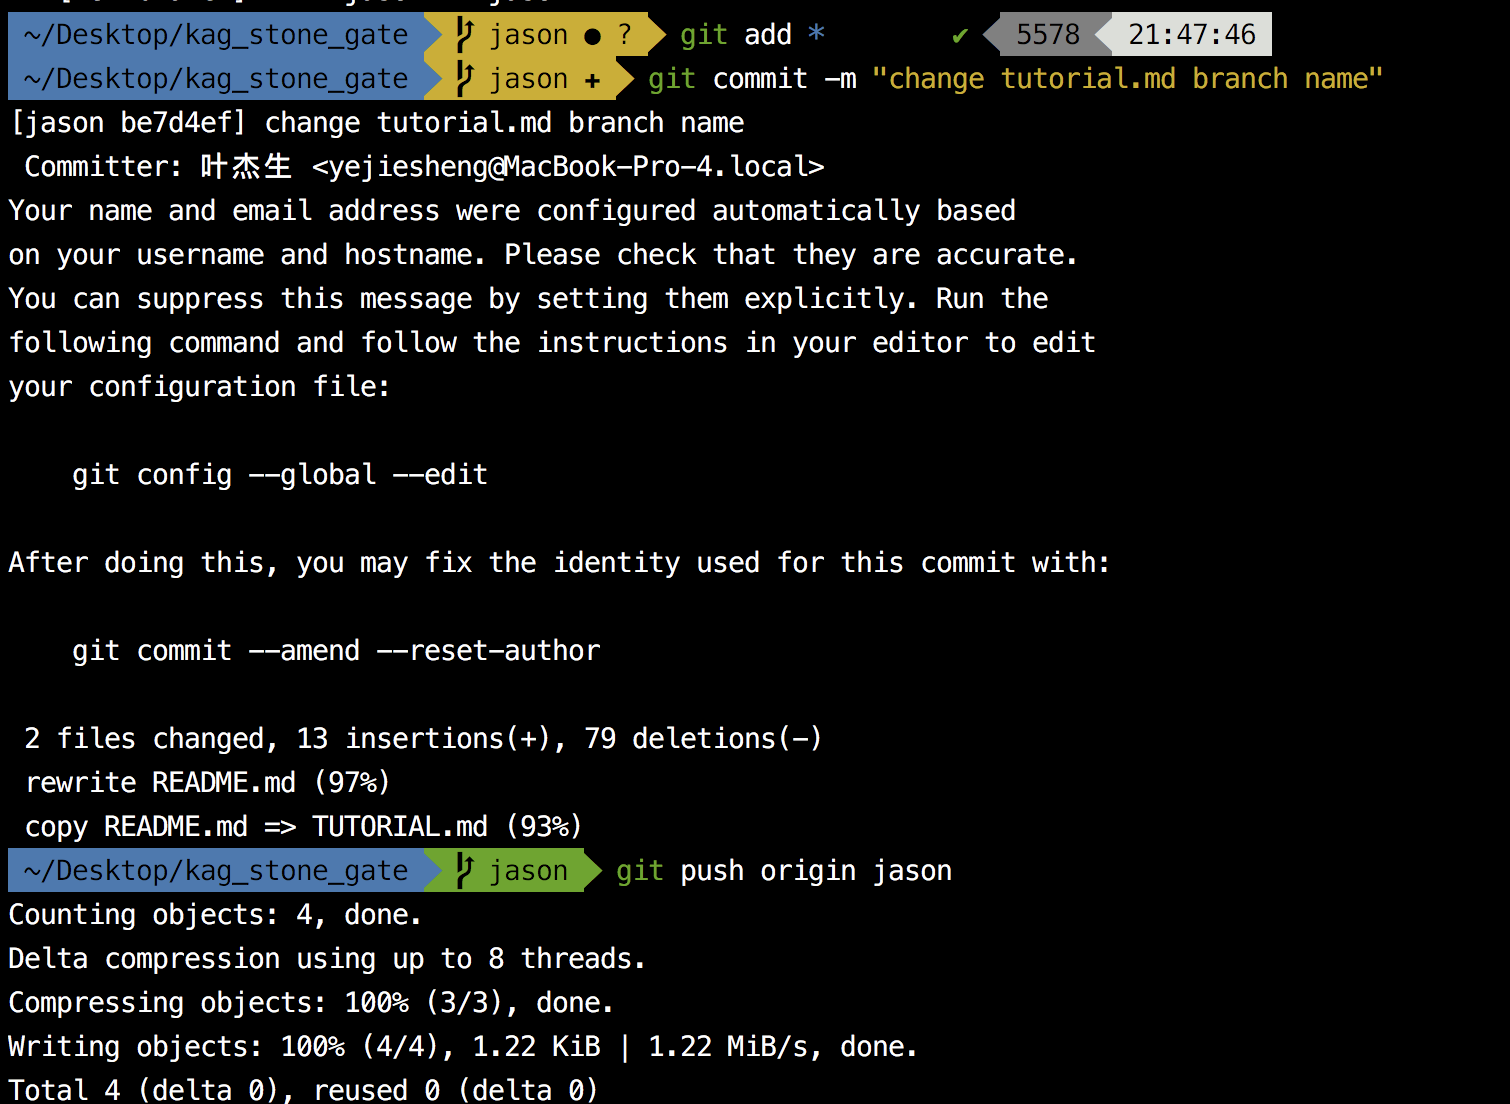 ~/Desktop/kag_stone_gate jason ● ? git add * ✔ 5578 21:47:46
~/Desktop/kag_stone_gate jason ✚ git commit -m "change tutorial.md branch name"
[jason be7d4ef] change tutorial.md branch name
 Committer: 叶杰生 <yejiesheng@MacBook-Pro-4.local>
Your name and email address were configured automatically based
on your username and hostname. Please check that they are accurate.
You can suppress this message by setting them explicitly. Run the
following command and follow the instructions in your editor to edit
your configuration file:
    git config --global --edit
After doing this, you may fix the identity used for this commit with:
    git commit --amend --reset-author
 2 files changed, 13 insertions(+), 79 deletions(-)
 rewrite README.md (97%)
 copy README.md => TUTORIAL.md (93%)
~/Desktop/kag_stone_gate jason git push origin jason
Counting objects: 4, done.
Delta compression using up to 8 threads.
Compressing objects: 100% (3/3), done.
Writing objects: 100% (4/4), 1.22 KiB | 1.22 MiB/s, done.
Total 4 (delta 0), reused 0 (delta 0)